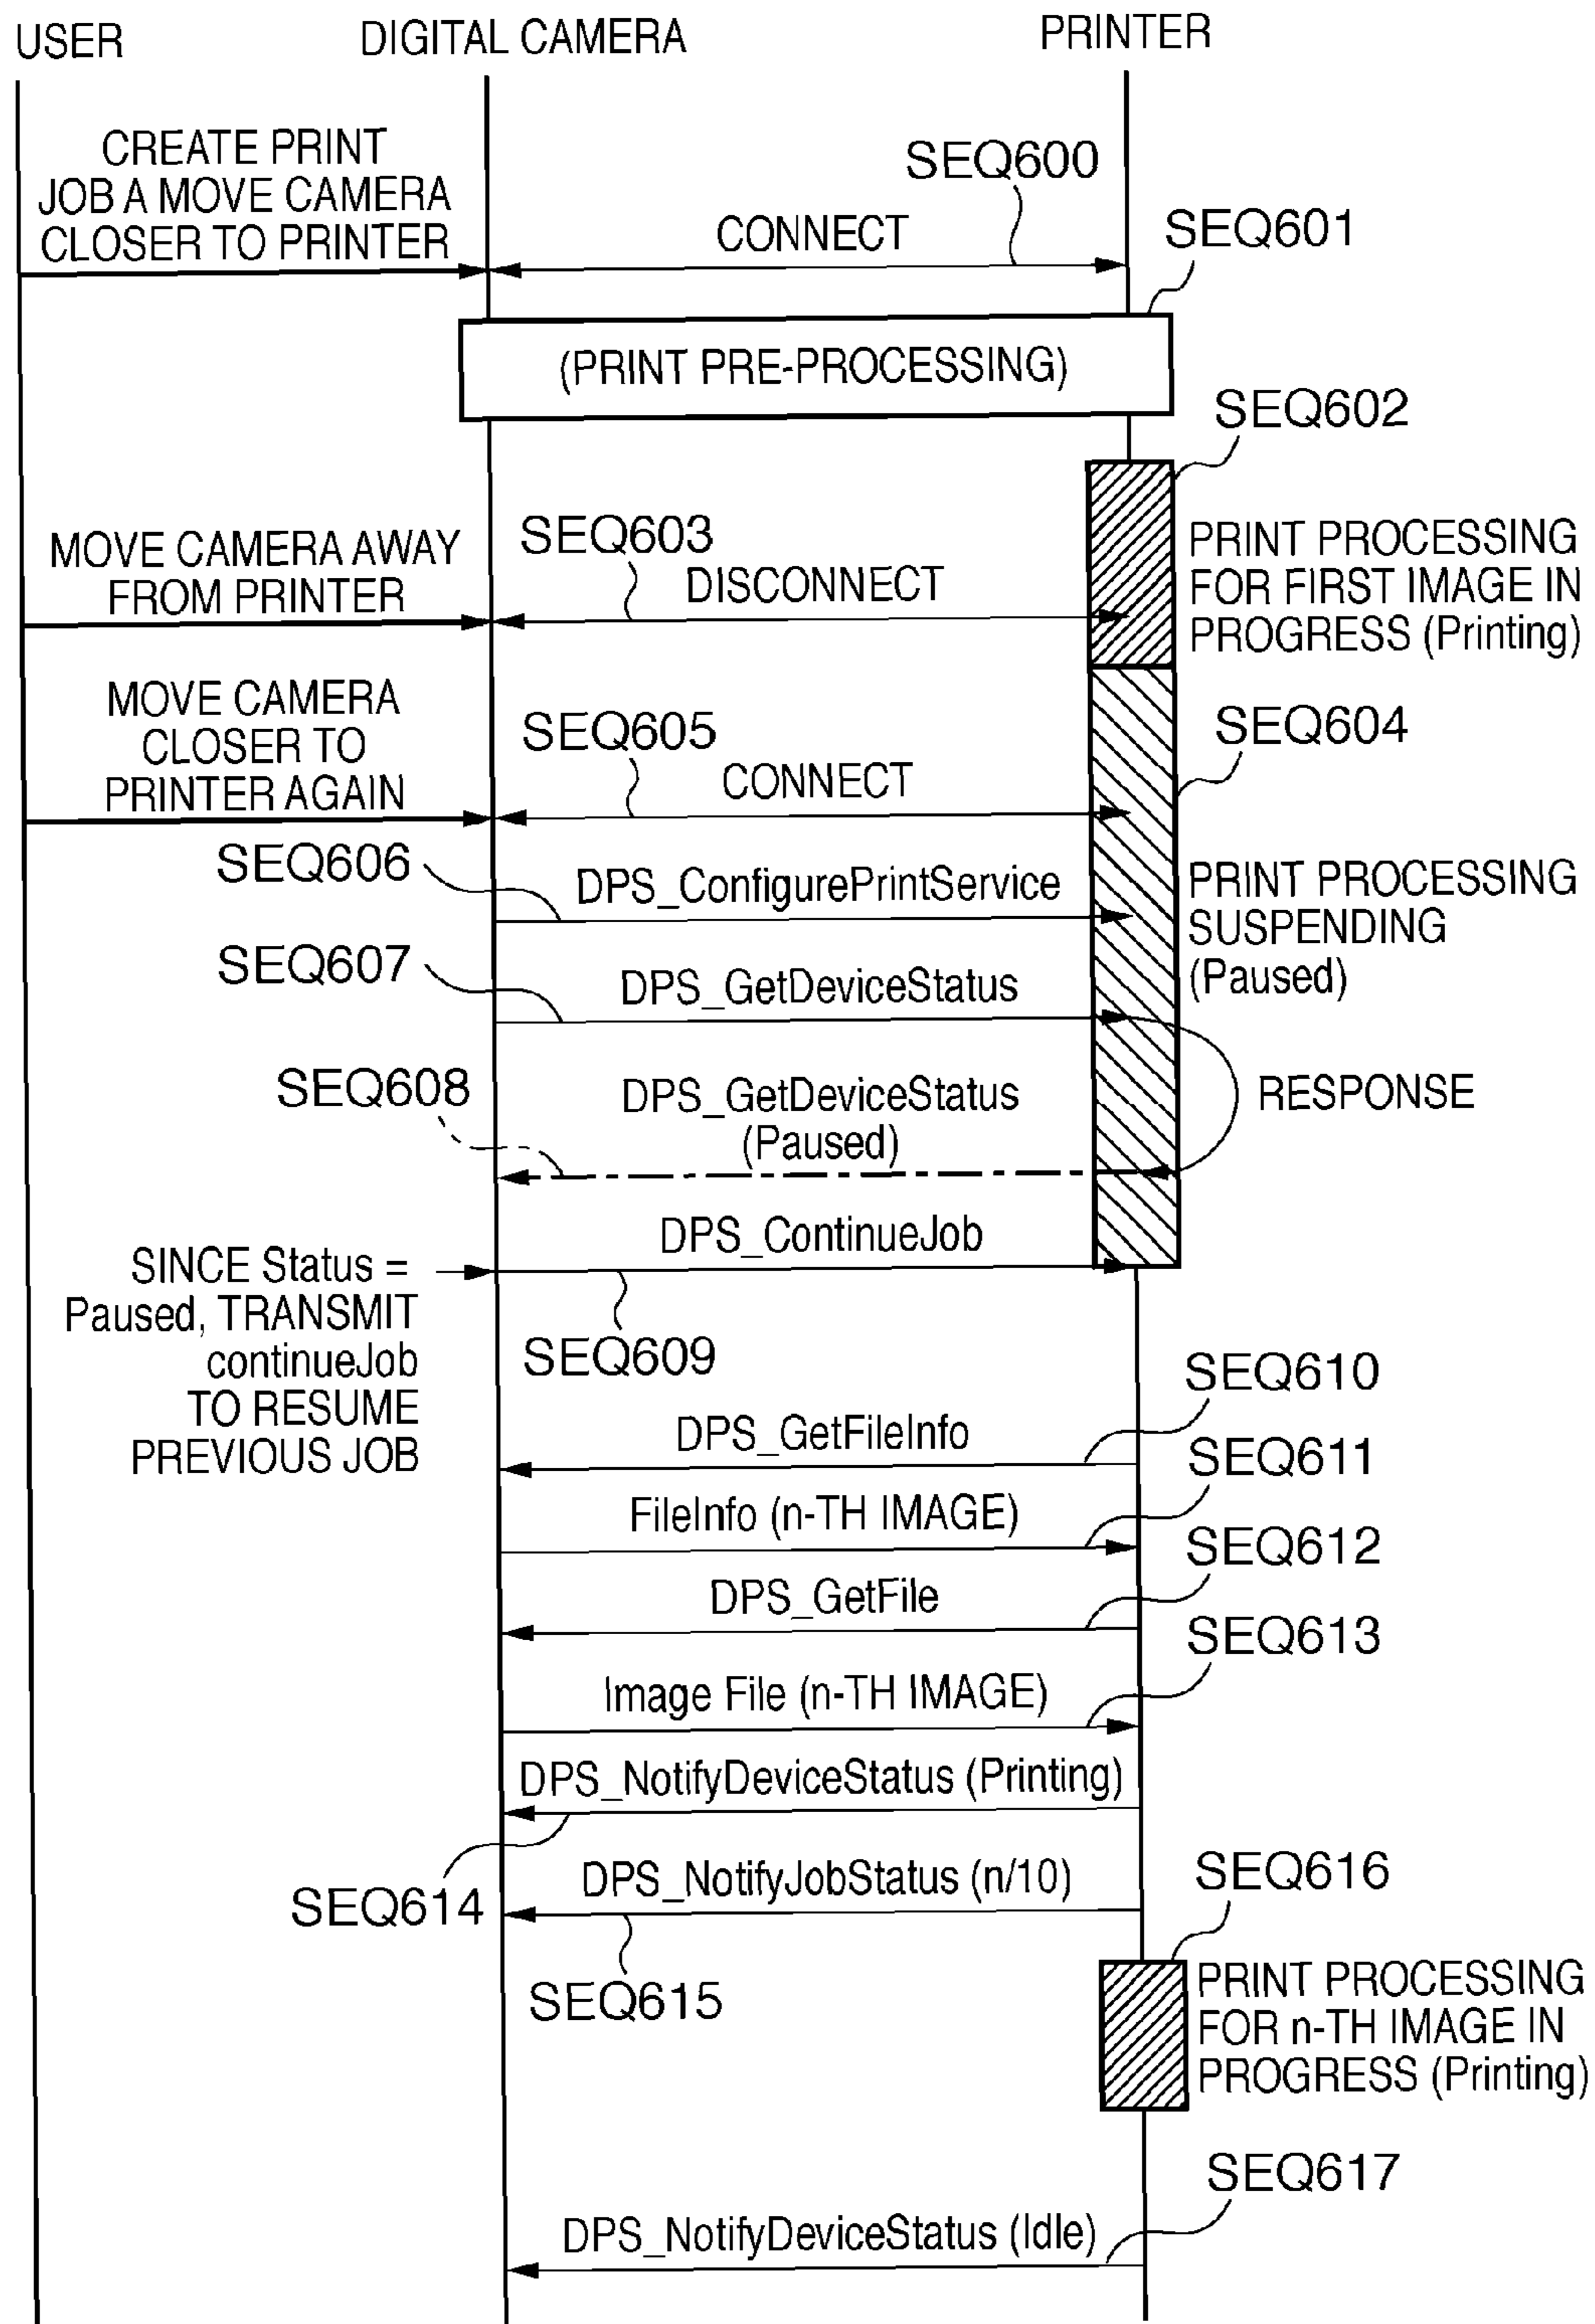 USER
DIGITAL CAMERA
PRINTER
CREATE PRINT
JOB A MOVE CAMERA
CLOSER TO PRINTER
CONNECT
SEQ600
SEQ601
(PRINT PRE-PROCESSING)
SEQ602
MOVE CAMERA AWAY
FROM PRINTER
SEQ603
DISCONNECT
PRINT PROCESSING
FOR FIRST IMAGE IN
PROGRESS (Printing)
MOVE CAMERA
CLOSER TO
PRINTER AGAIN
SEQ605
CONNECT
SEQ604
SEQ606
DPS_ConfigurePrintService
PRINT PROCESSING
SUSPENDING
(Paused)
SEQ607
DPS_GetDeviceStatus
SEQ608
DPS_GetDeviceStatus
(Paused)
RESPONSE
DPS_ContinueJob
SINCE Status =
Paused, TRANSMIT
continueJob
TO RESUME
PREVIOUS JOB
SEQ609
SEQ610
DPS_GetFileInfo
SEQ611
FileInfo (n-TH IMAGE)
SEQ612
DPS_GetFile
SEQ613
Image File (n-TH IMAGE)
DPS_NotifyDeviceStatus (Printing)
SEQ614
DPS_NotifyJobStatus (n/10)
SEQ615
SEQ616
PRINT PROCESSING
FOR n-TH IMAGE IN
PROGRESS (Printing)
SEQ617
DPS_NotifyDeviceStatus (Idle)